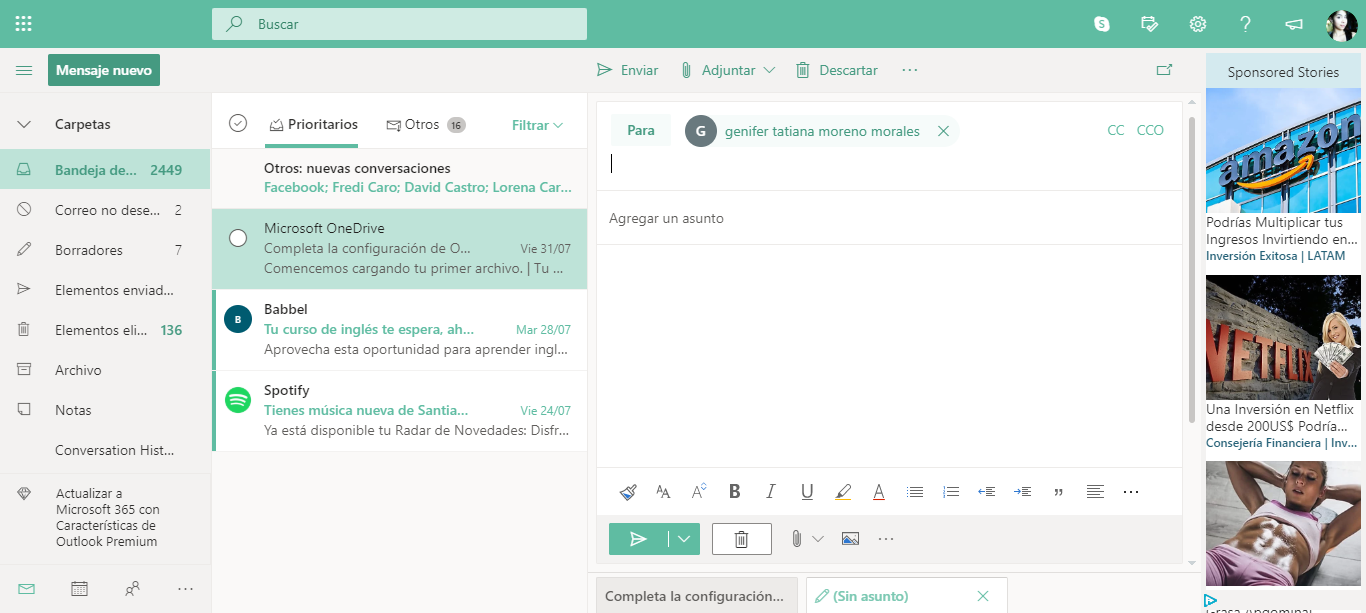 Buscar
Mensaje nuevo
Enviar
Adjuntar
Descartar
Carpetas
Bandeja de... 2449
Correo no dese... 2
Borradores 7
Elementos enviad...
Elementos eli... 136
Archivo
Notas
Conversation Hist...
Actualizar a
Microsoft 365 con
Características de
Outlook Premium
Prioritarios
Otros 16
Filtrar
Otros: nuevas conversaciones
Facebook; Fredi Caro; David Castro; Lorena Car...
Microsoft OneDrive
Completa la configuración de O... Vie 31/07
Comencemos cargando tu primer archivo. | Tu ...
B
Babbel
Tu curso de inglés te espera, ah... Mar 28/07
Aprovecha esta oportunidad para aprender ingl...
Spotify
Tienes música nueva de Santia... Vie 24/07
Ya está disponible tu Radar de Novedades: Disfr...
Para
G genifer tatiana moreno morales
CC CCO
Agregar un asunto
Completa la configuración...
(Sin asunto)
Sponsored Stories
amazon
Podrías Multiplicar tus
Ingresos Invirtiendo en...
Inversión Exitosa | LATAM
NETFLIX
Una Inversión en Netflix
desde 200US$ Podría...
Consejería Financiera | Inv...